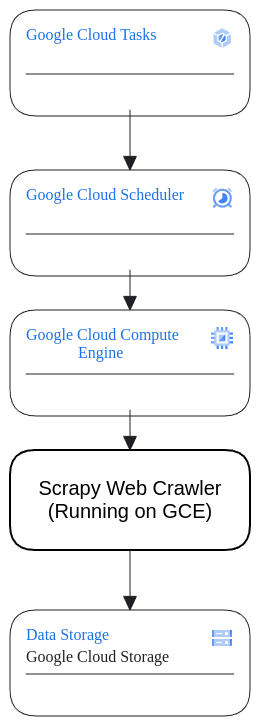 Google Cloud Tasks
Google Cloud Scheduler
Google Cloud Compute
Engine
Scrapy Web Crawler
(Running on GCE)
Data Storage
Google Cloud Storage